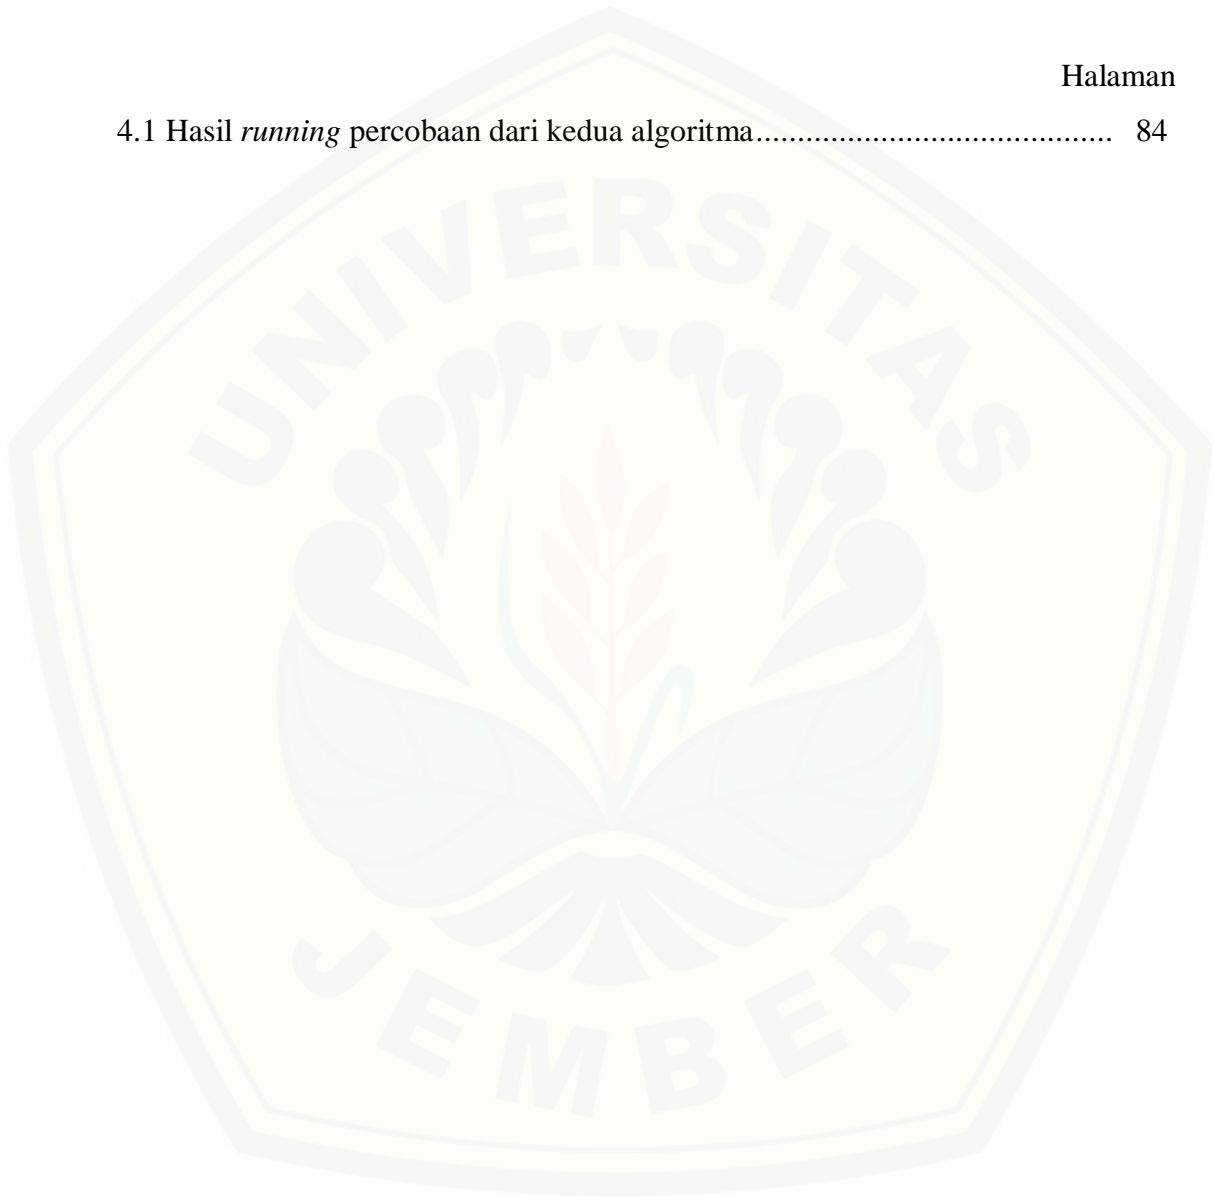 Halaman
4.1 Hasil running percobaan dari kedua algoritma........................................... 84
UNIVERSITAS
JEMBER